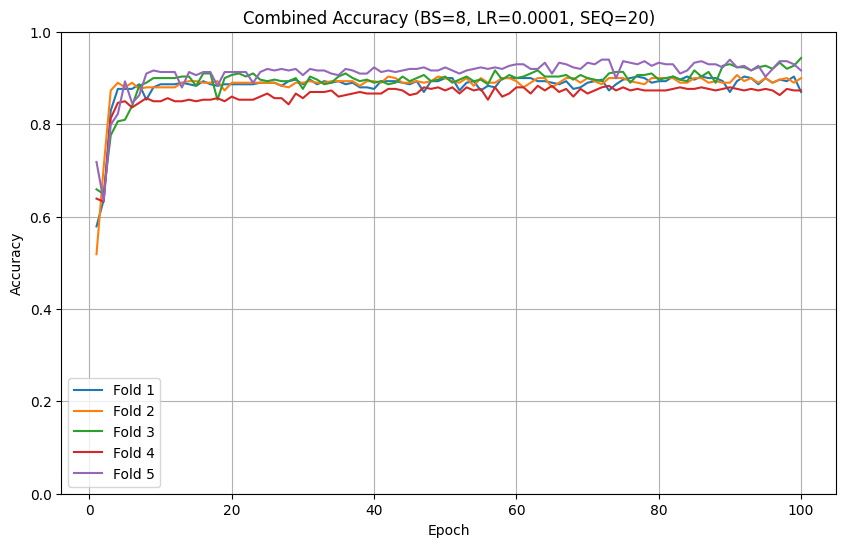 Combined Accuracy (BS=8, LR=0.0001, SEQ=20)
Accuracy
1.0
0.8
0.6
0.4
0.2
0.0
Fold 1
Fold 2
Fold 3
Fold 4
Fold 5
0 20 40 60 80 100
Epoch